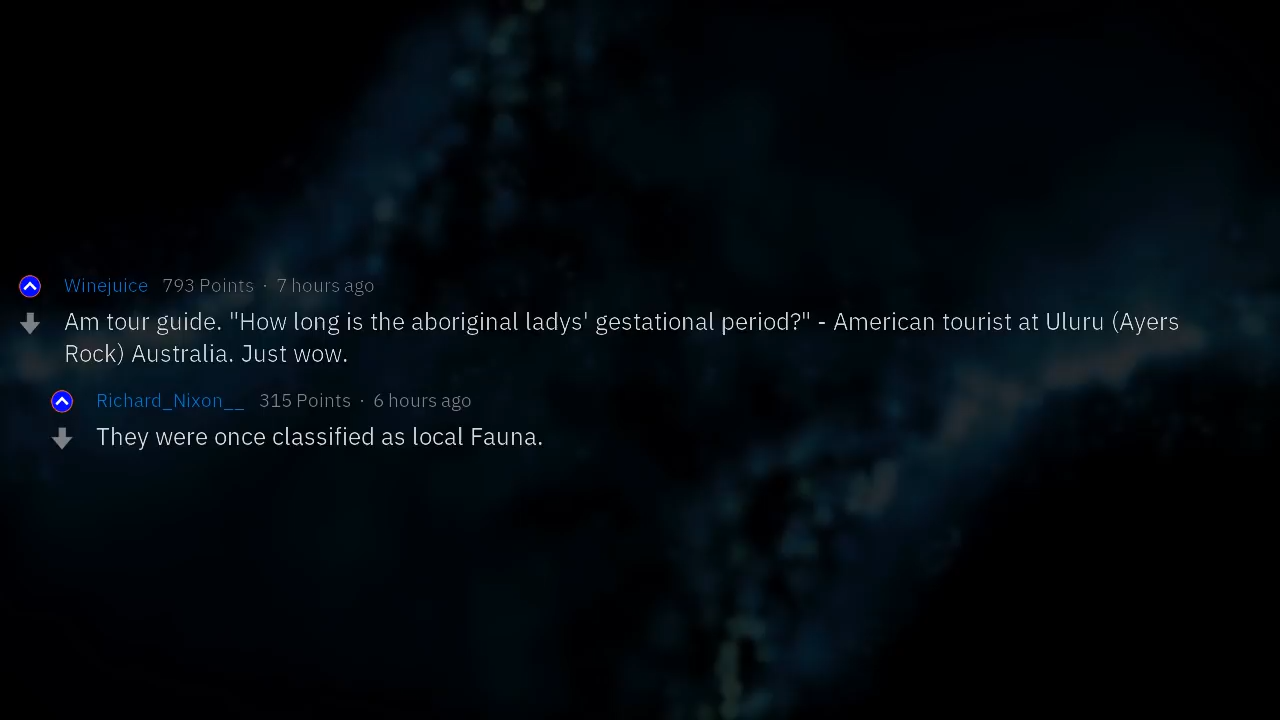 Winejuice 793 Points · 7 hours ago
Am tour guide. "How long is the aboriginal ladys' gestational period?" - American tourist at Uluru (Ayers
Rock) Australia. Just wow.
Richard_Nixon__ 315 Points · 6 hours ago
They were once classified as local Fauna.